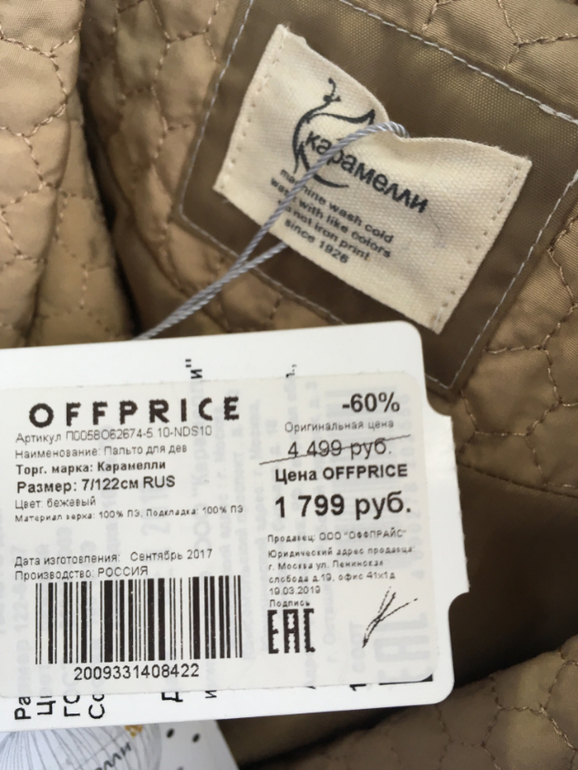 карамелли
machine wash cold
wash with like colors
do not iron print
since 1926
OFFPRICE
-60%
Артикул П0058О62674-5.10-NDS10
Наименование: Пальто для дев
Торг. марка: Карамелли
Размер: 7/122см RUS
Цвет: бежевый
Материал верха: 100% ПЭ, Подкладка: 100% ПЭ
Оригинальная цена
4 499 руб.
Цена OFFPRICE
1 799 руб.
Дата изготовления: Сентябрь 2017
Производство: РОССИЯ
Продавец: ООО "ОФФПРАЙС"
Юридический адрес продавца:
г. Москва ул. Ленинская
слобода д.19, офис 41х1д
19.03.2019
Подпись
EAC
2009331408422